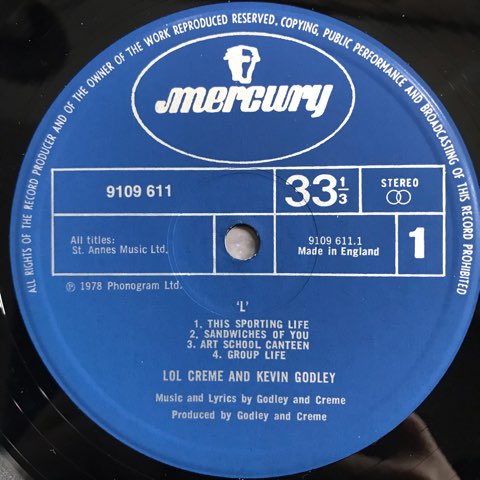 ALL RIGHTS OF THE RECORD PRODUCER AND OF THE OWNER OF THE WORK REPRODUCED RESERVED. COPYING, PUBLIC PERFORMANCE AND BROADCASTING OF THIS RECORD PROHIBITED
mercury
9109 611
33 1/3
STEREO
All titles:
St. Annes Music Ltd.
9109 611.1
Made in England
1
℗ 1978 Phonogram Ltd.
'L'
1. THIS SPORTING LIFE
2. SANDWICHES OF YOU
3. ART SCHOOL CANTEEN
4. GROUP LIFE
LOL CREME AND KEVIN GODLEY
Music and Lyrics by Godley and Creme
Produced by Godley and Creme